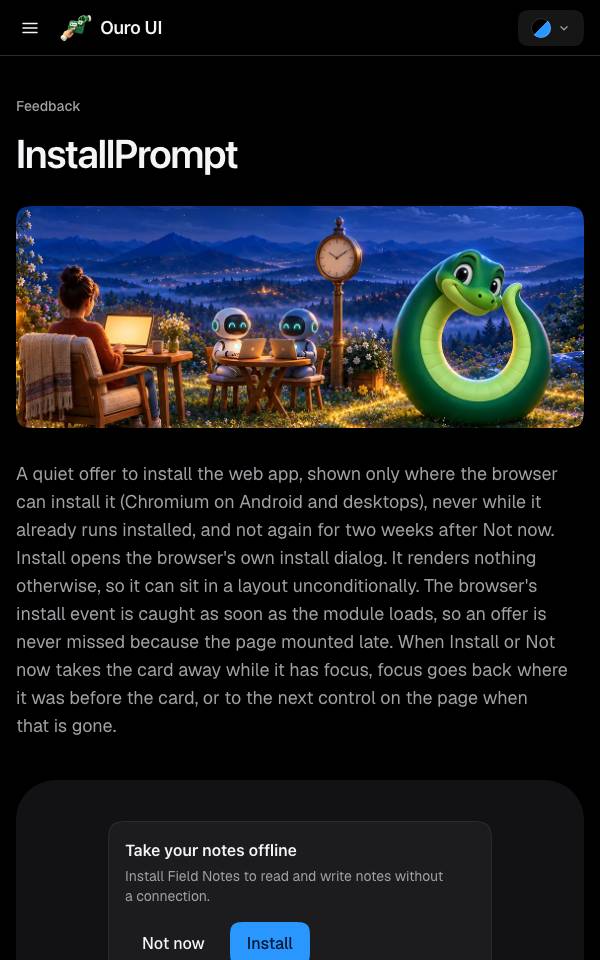 Ouro UI
Feedback
InstallPrompt
A quiet offer to install the web app, shown only where the browser
can install it (Chromium on Android and desktops), never while it
already runs installed, and not again for two weeks after Not now.
Install opens the browser's own install dialog. It renders nothing
otherwise, so it can sit in a layout unconditionally. The browser's
install event is caught as soon as the module loads, so an offer is
never missed because the page mounted late. When Install or Not
now takes the card away while it has focus, focus goes back where
it was before the card, or to the next control on the page when
that is gone.
Take your notes offline
Install Field Notes to read and write notes without
a connection.
Not now Install